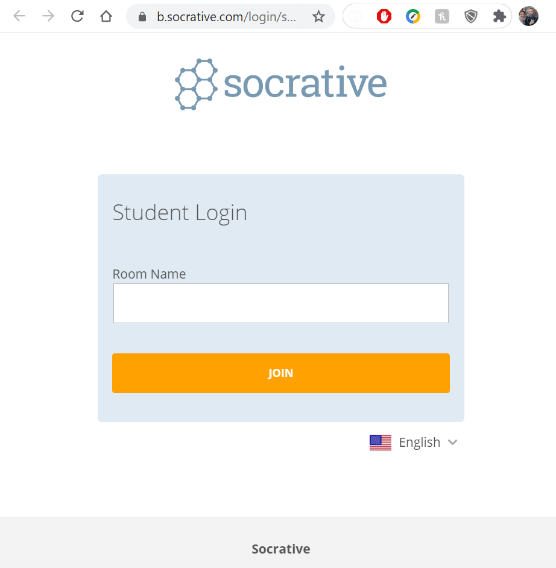 b.socrative.com/login/s...
socrative
Student Login
Room Name
JOIN
English
Socrative